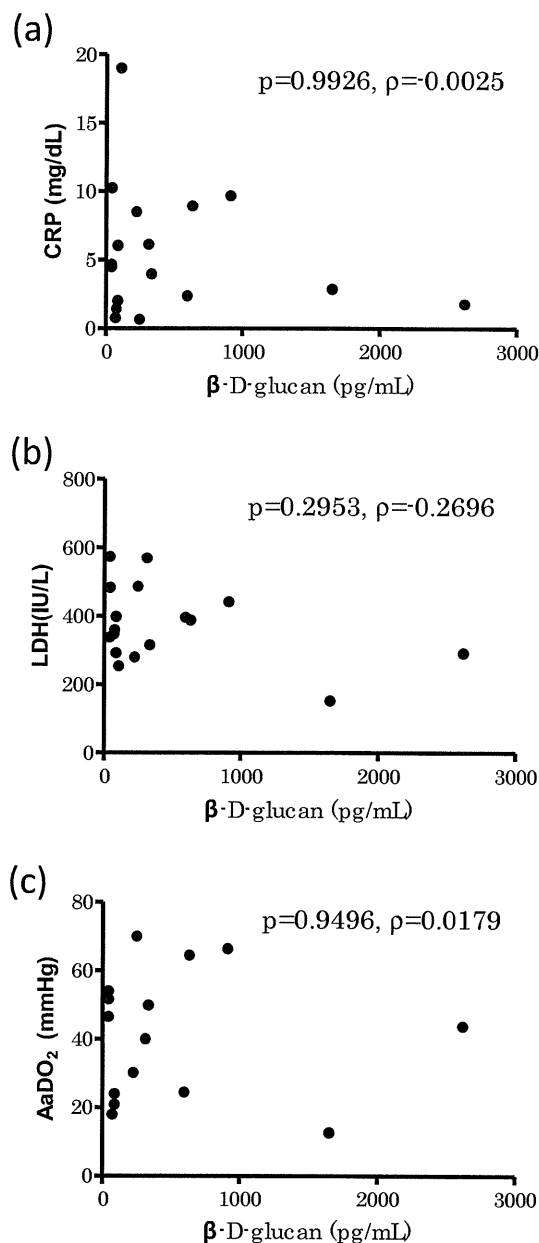 (a)
p=0.9926, ρ=-0.0025
CRP (mg/dL)
20
15
10
5
0
0 1000 2000 3000
β-D-glucan (pg/mL)
(b)
p=0.2953, ρ=-0.2696
LDH(IU/L)
800
600
400
200
0
0 1000 2000 3000
β-D-glucan (pg/mL)
(c)
p=0.9496, ρ=0.0179
AaDO₂ (mmHg)
80
60
40
20
0
0 1000 2000 3000
β-D-glucan (pg/mL)